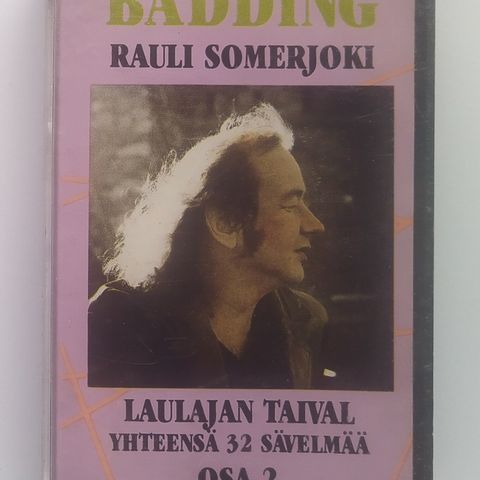 BADDING
RAULI SOMERJOKI
LAULAJAN TAIVAL
YHTEENSÄ 32 SÄVELMÄÄ
OSA 2